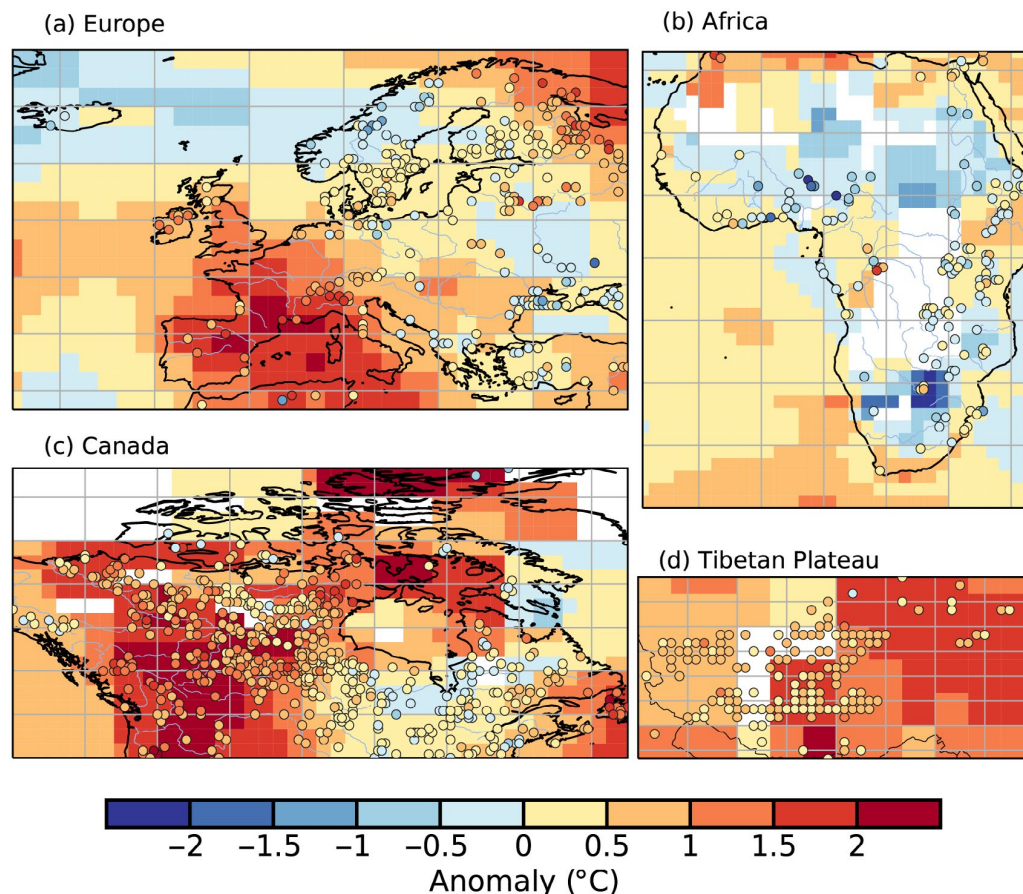 (a) Europe
(b) Africa
(c) Canada
(d) Tibetan Plateau
−2 −1.5 −1 −0.5 0 0.5 1 1.5 2
Anomaly (°C)